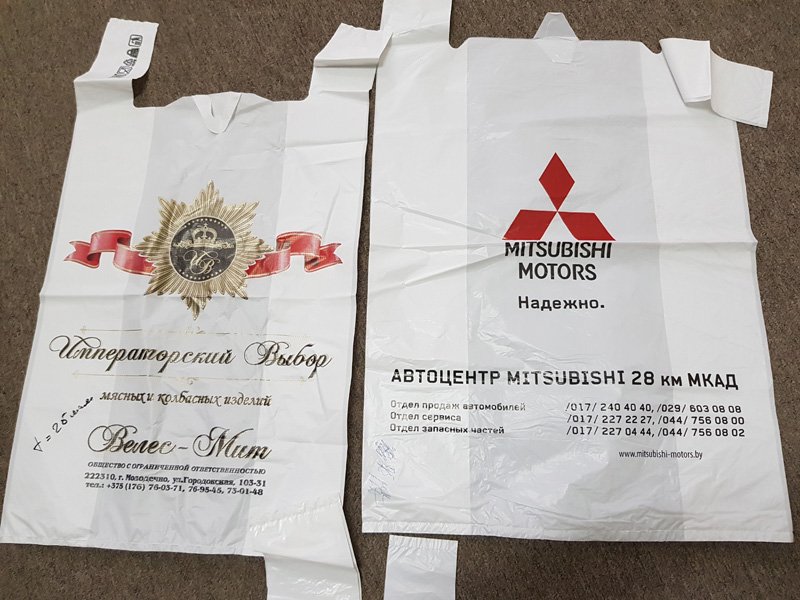 Императорский Выбор
мясных и колбасных изделий
Велес-Мит
ОБЩЕСТВО С ОГРАНИЧЕННОЙ ОТВЕТСТВЕННОСТЬЮ
222310, г. Молодечно, ул.Городокская, 103-31
тел.: +375 (176) 76-03-71, 76-95-45, 73-01-48
MITSUBISHI
MOTORS
Надежно.
АВТОЦЕНТР MITSUBISHI 28 км МКАД
Отдел продаж автомобилей /017/ 240 40 40, /029/ 603 08 08
Отдел сервиса /017/ 227 22 27, /044/ 756 08 00
Отдел запасных частей /017/ 227 04 44, /044/ 756 08 02
www.mitsubishi-motors.by